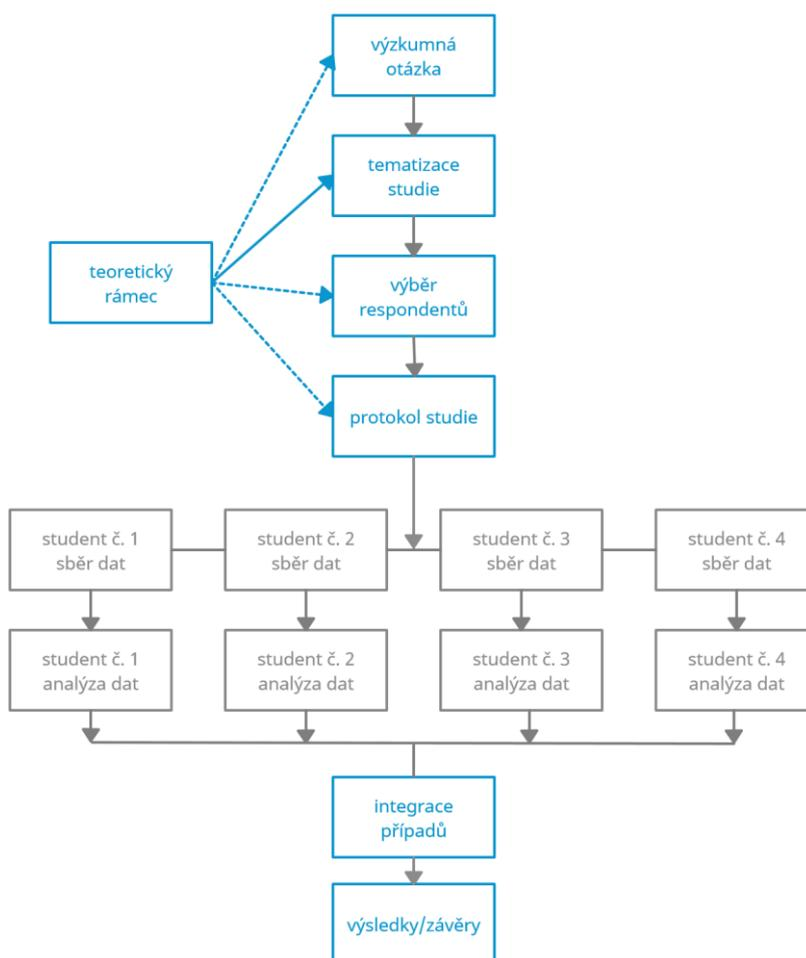 výzkumná
otázka
tematizace
studie
teoretický
rámec
výběr
respondentů
protokol studie
student č. 1
sběr dat
student č. 2
sběr dat
student č. 3
sběr dat
student č. 4
sběr dat
student č. 1
analýza dat
student č. 2
analýza dat
student č. 3
analýza dat
student č. 4
analýza dat
integrace
případů
výsledky/závěry